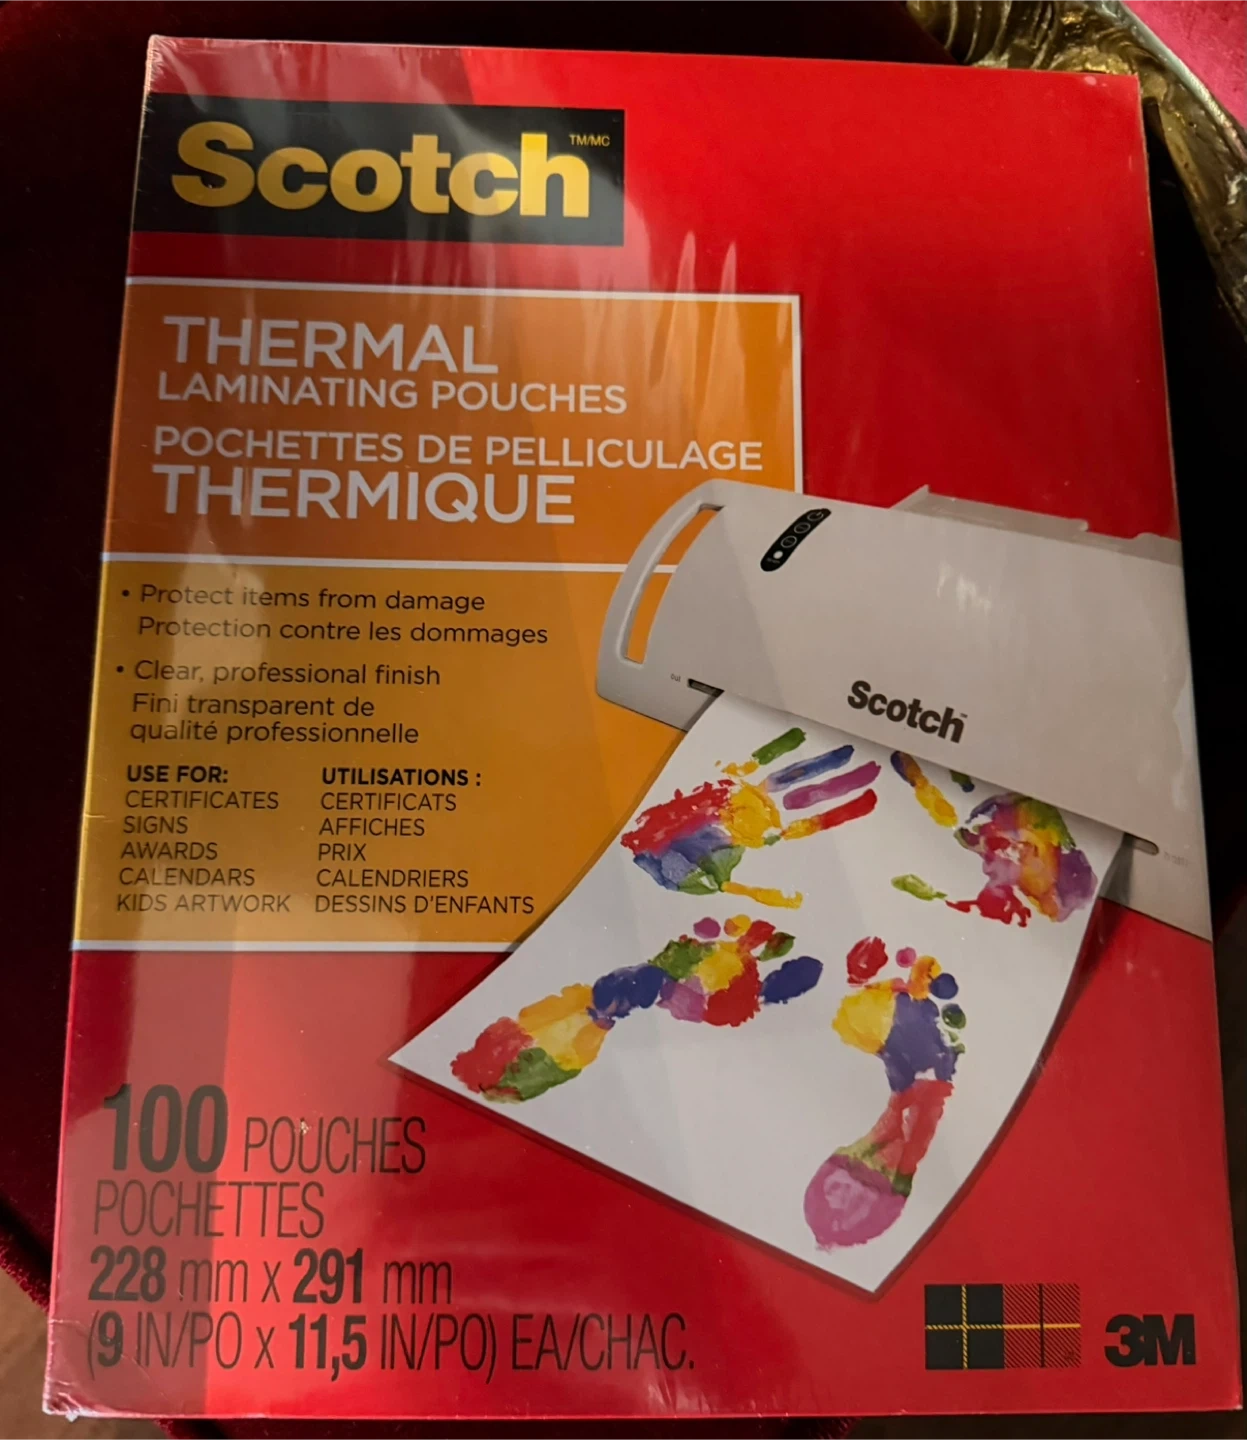 Scotch TM/MC
THERMAL
LAMINATING POUCHES
POCHETTES DE PELLICULAGE
THERMIQUE
• Protect items from damage
Protection contre les dommages
• Clear, professional finish
Fini transparent de
qualité professionnelle
USE FOR:
CERTIFICATES
SIGNS
AWARDS
CALENDARS
KIDS ARTWORK
UTILISATIONS :
CERTIFICATS
AFFICHES
PRIX
CALENDRIERS
DESSINS D'ENFANTS
Scotch™
100 POUCHES
POCHETTES
228 mm x 291 mm
(9 IN/PO x 11,5 IN/PO) EA/CHAC.
3M